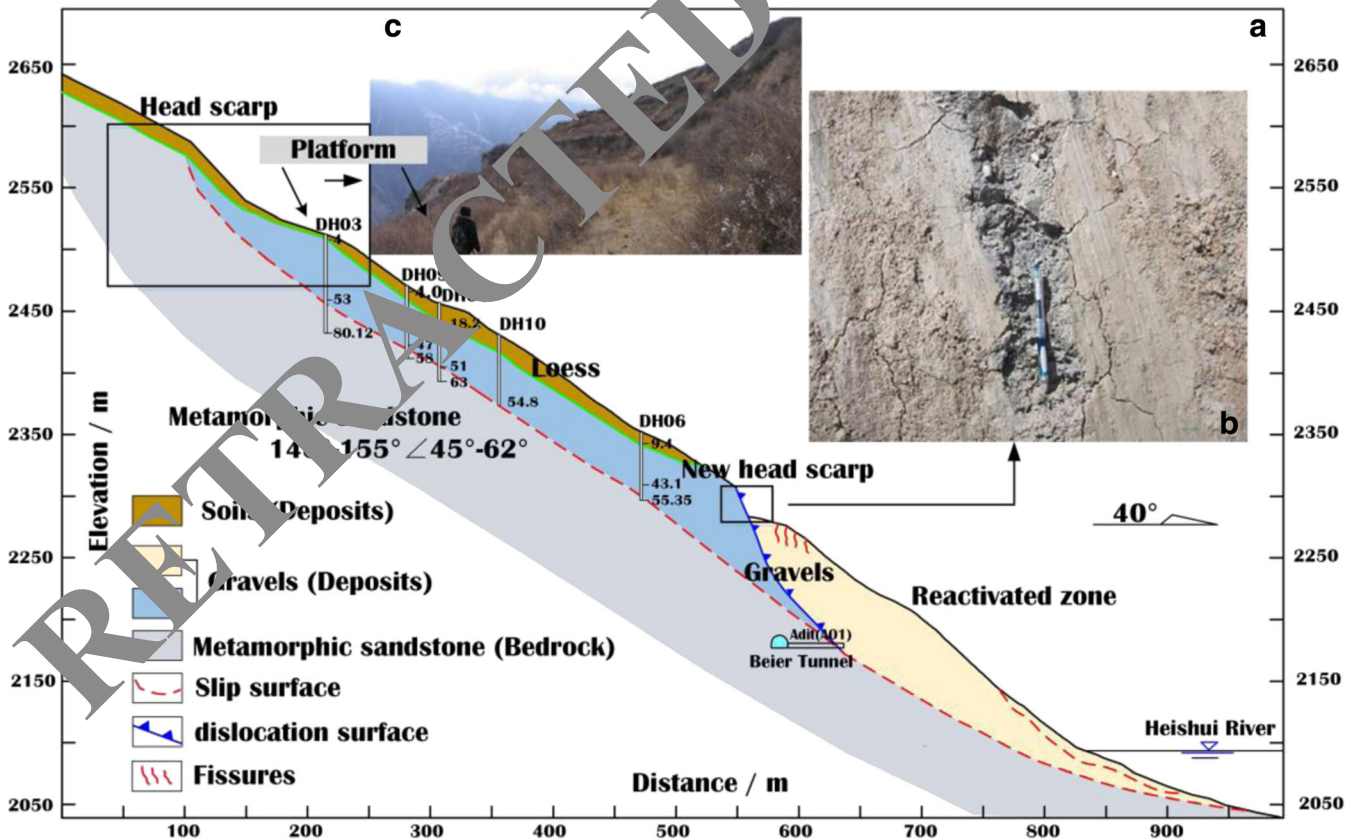 c
a
2650
2650
Head scarp
Platform
2550
2550
DH03
4
53
80.12
DH09
4.0
18.2
47
58
51
63
2450
2450
DH10
54.8
Loess
Metamorphic sandstone
155° ∠45°-62°
DH06
9.4
43.1
55.35
b
2350
2350
New head scarp
40°
Elevation / m
Soils (Deposits)
2250
2250
Gravels (Deposits)
Gravels
Reactivated zone
Metamorphic sandstone (Bedrock)
Adit(A01)
Beier Tunnel
2150
2150
Slip surface
dislocation surface
Heishui River
Fissures
Distance / m
2050
2050
100 200 300 400 500 600 700 800 900
RETRACTED